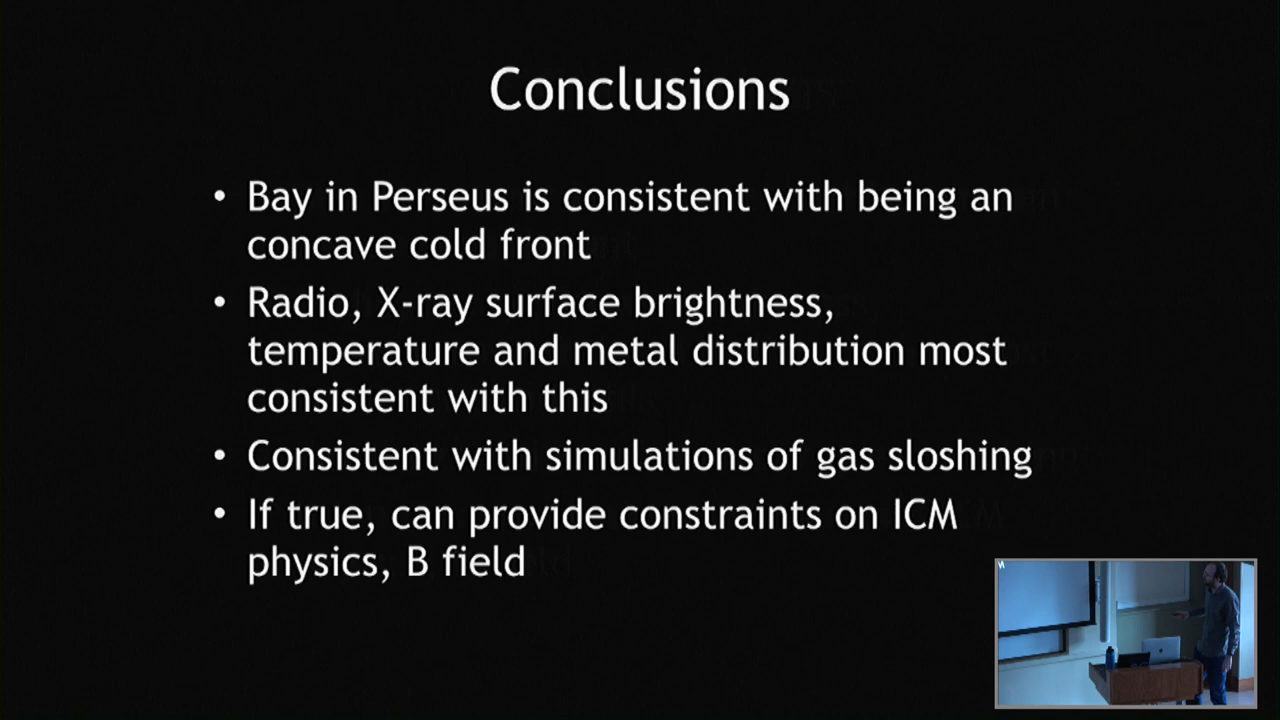 Conclusions
• Bay in Perseus is consistent with being an
concave cold front
• Radio, X-ray surface brightness,
temperature and metal distribution most
consistent with this
• Consistent with simulations of gas sloshing
• If true, can provide constraints on ICM
physics, B field